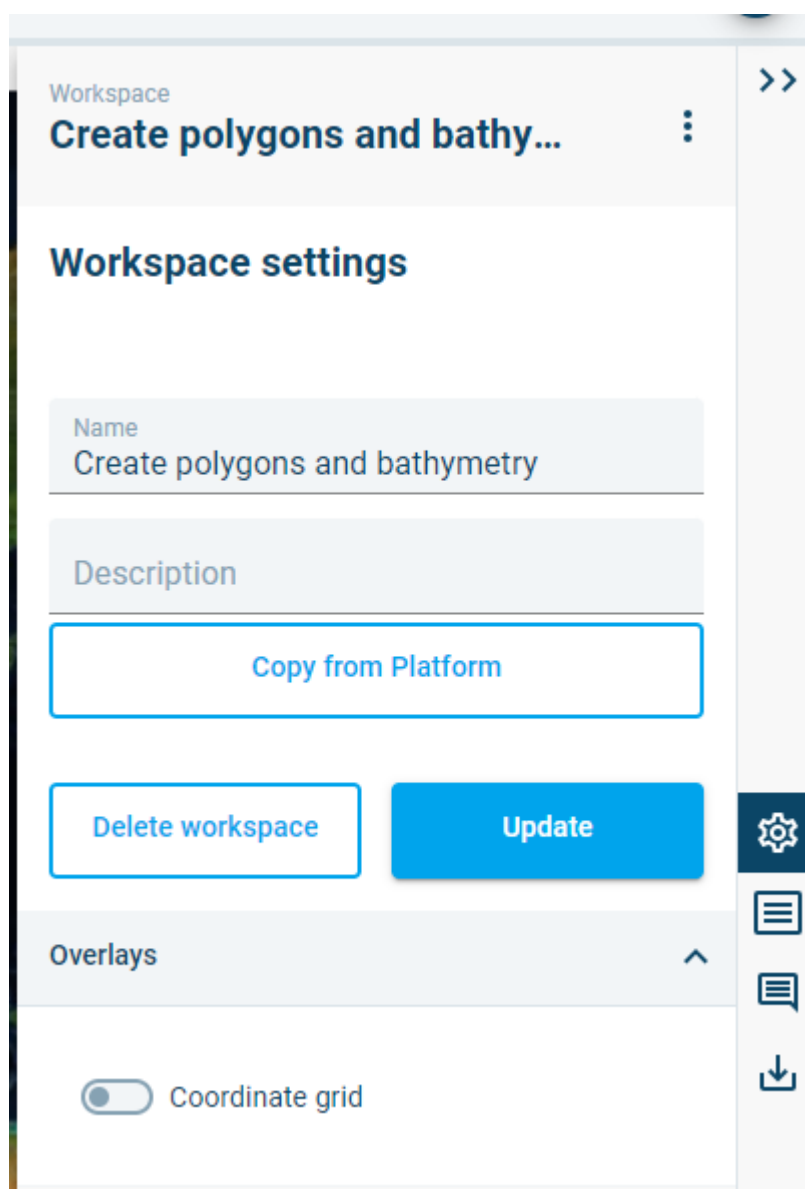 Workspace
Create polygons and bathy...
Workspace settings
Name
Create polygons and bathymetry
Description
Copy from Platform
Delete workspace
Update
Overlays
Coordinate grid